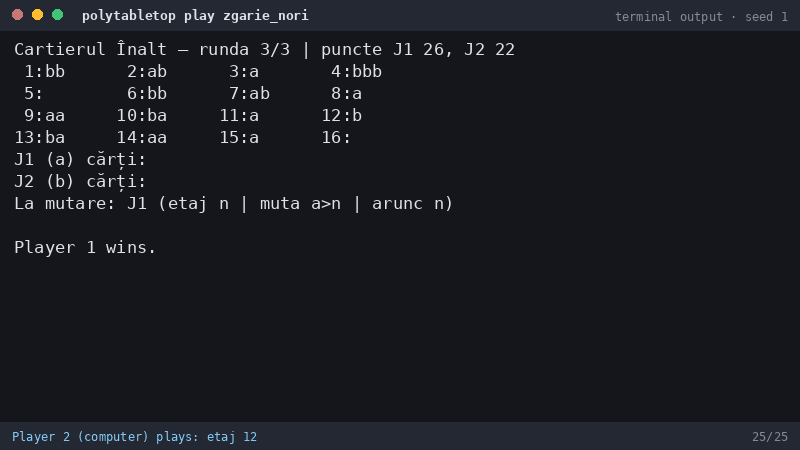 polytabletop play zgarie_nori
terminal output · seed 1
Cartierul Înalt — runda 3/3 | puncte J1 26, J2 22
1:bb 2:ab 3:a 4:bbb
5: 6:bb 7:ab 8:a
9:aa 10:ba 11:a 12:b
13:ba 14:aa 15:a 16:
J1 (a) cărți:
J2 (b) cărți:
La mutare: J1 (etaj n | muta a>n | arunc n)
Player 1 wins.
Player 2 (computer) plays: etaj 12
25/25